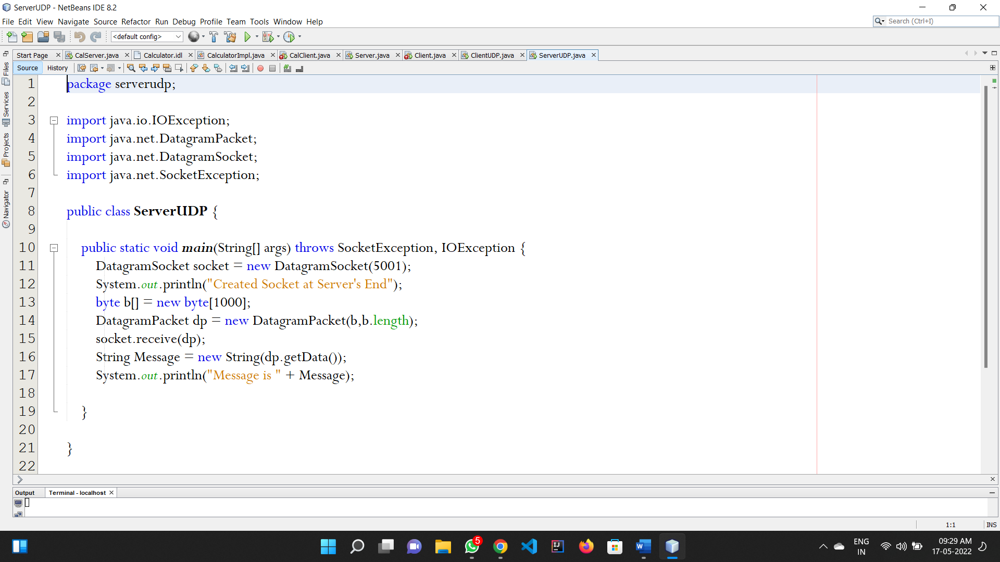 ServerUDP - NetBeans IDE 8.2
File Edit View Navigate Source Refactor Run Debug Profile Team Tools Window Help
Search (Ctrl+I)
<default config>
Start Page CalServer.java Calculator.idl CalculatorImpl.java CalClient.java Server.java Client.java ClientUDP.java ServerUDP.java
Source History
Files
Services
Projects
Navigator
1 package serverudp;
2
3 import java.io.IOException;
4 import java.net.DatagramPacket;
5 import java.net.DatagramSocket;
6 import java.net.SocketException;
7
8 public class ServerUDP {
9
10 public static void main(String[] args) throws SocketException, IOException {
11 DatagramSocket socket = new DatagramSocket(5001);
12 System.out.println("Created Socket at Server's End");
13 byte b[] = new byte[1000];
14 DatagramPacket dp = new DatagramPacket(b,b.length);
15 socket.receive(dp);
16 String Message = new String(dp.getData());
17 System.out.println("Message is " + Message);
18
19 }
20
21 }
22
Output Terminal - localhost
1:1 INS
5
ENG
IN
09:29 AM
17-05-2022